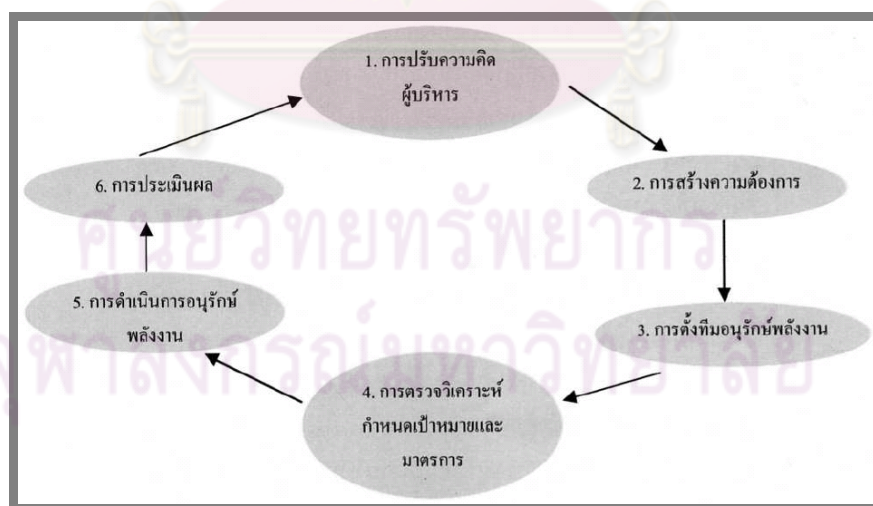 1. การปรับความคิด
ผู้บริหาร
2. การสร้างความต้องการ
3. การตั้งทีมอนุรักษ์พลังงาน
4. การตรวจวิเคราะห์
กำหนดเป้าหมายและ
มาตรการ
5. การดำเนินการอนุรักษ์
พลังงาน
6. การประเมินผล
ศูนย์วิทยทรัพยากร
จุฬาลงกรณ์มหาวิทยาลัย